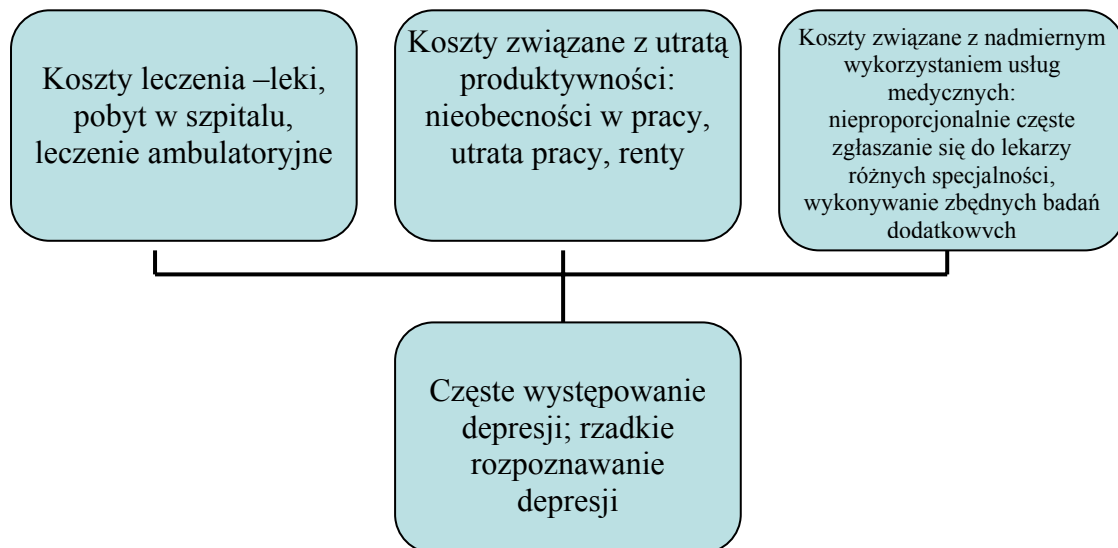 Koszty leczenia –leki,
pobyt w szpitalu,
leczenie ambulatoryjne
Koszty związane z utratą
produktywności:
nieobecności w pracy,
utrata pracy, renty
Koszty związane z nadmiernym
wykorzystaniem usług
medycznych:
nieproporcjonalnie częste
zgłaszanie się do lekarzy
różnych specjalności,
wykonywanie zbędnych badań
dodatkowych
Częste występowanie
depresji; rzadkie
rozpoznawanie
depresji